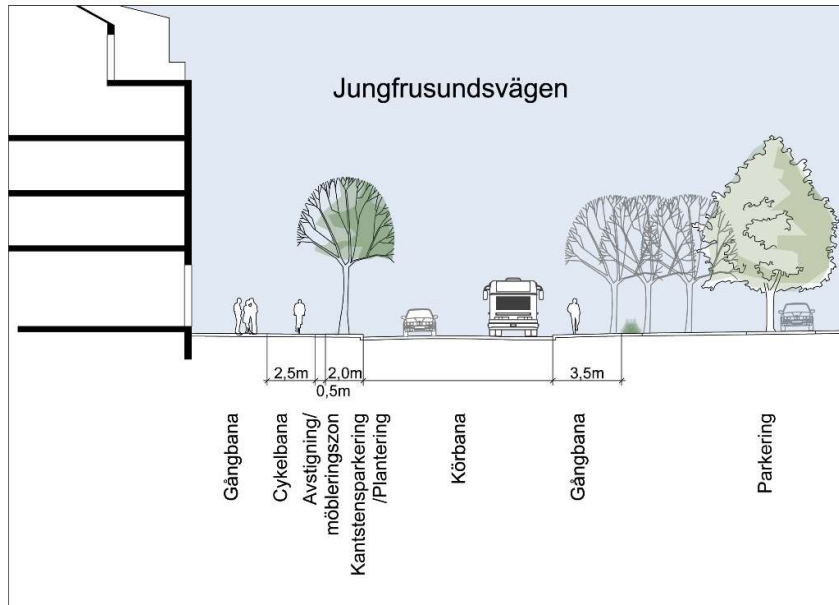 Jungfrusundsvägen
2,5m
2,0m
0,5m
3,5m
Gångbana
Cykelbana
Avstigning/
möbleringszon
Kantstensparkering
/Plantering
Körbana
Gångbana
Parkering